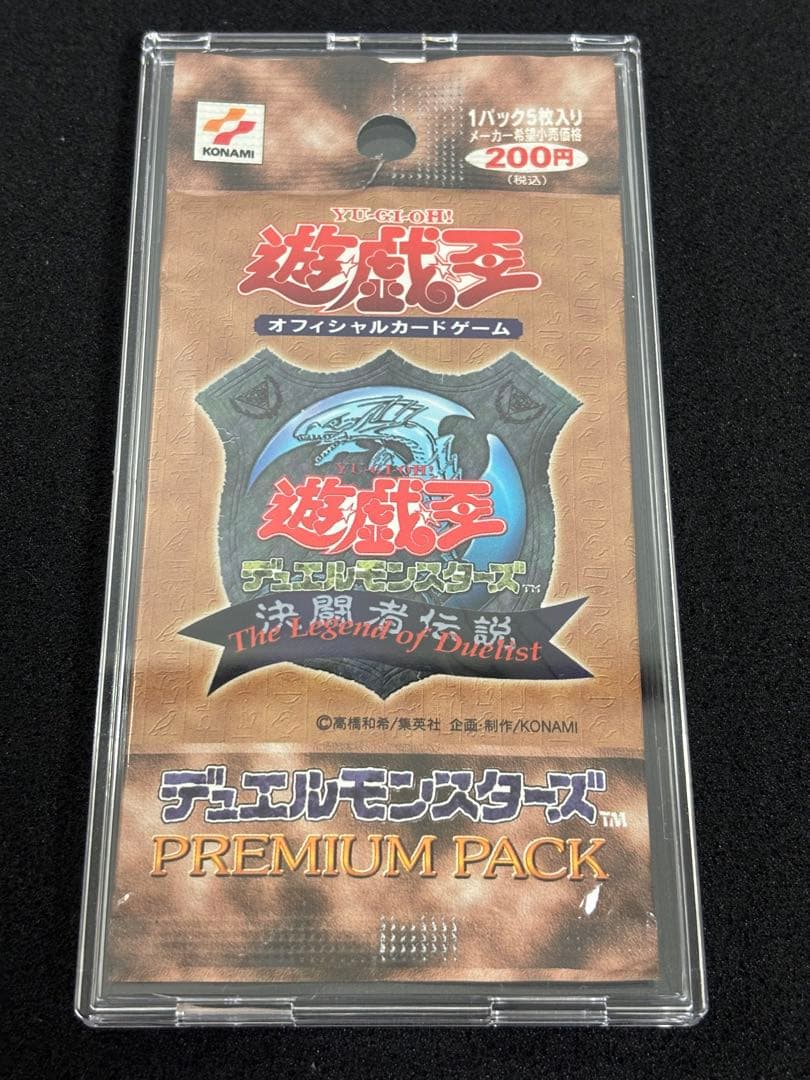 KONAMI
1パック5枚入り
メーカー希望小売価格
200円
(税込)
YU-GI-OH!
遊戯王
オフィシャルカードゲーム
YU-GI-OH!
遊戯王
デュエルモンスターズ™
決闘者伝説
The Legend of Duelist
©高橋和希/集英社 企画・制作/KONAMI
デュエルモンスターズ™
PREMIUM PACK